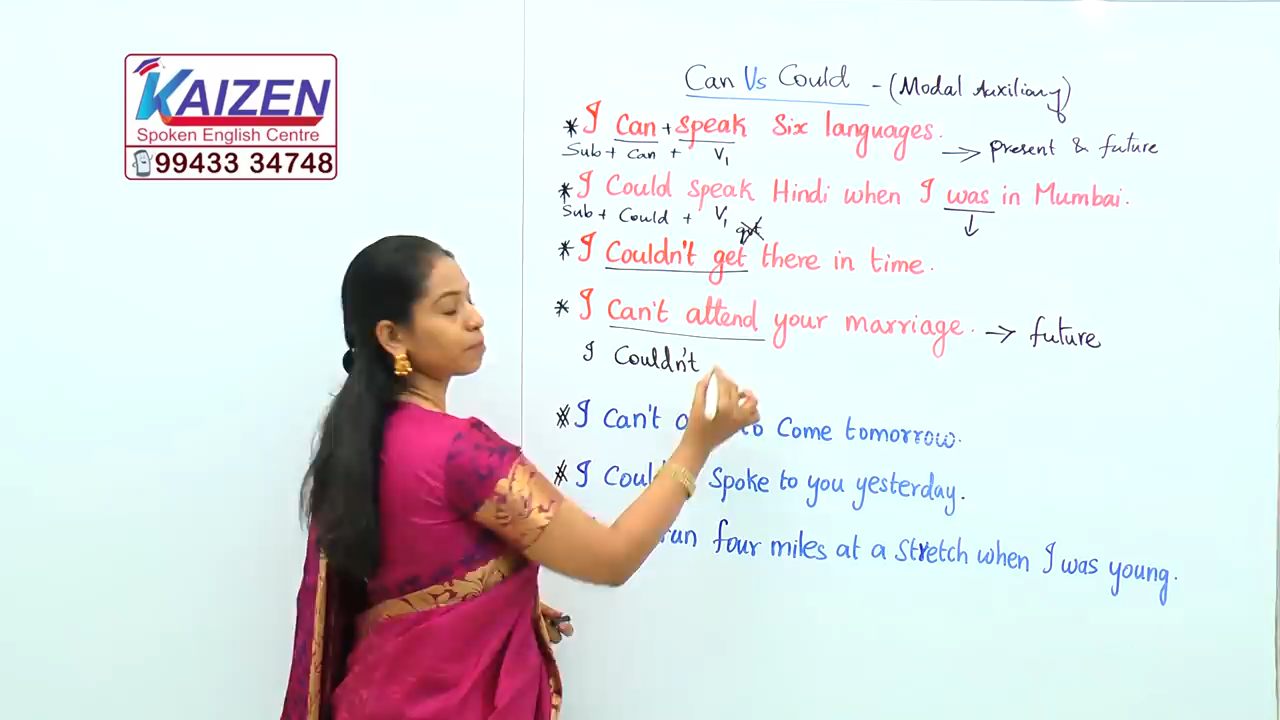 KAIZEN
Spoken English Centre
99433 34748
Can Vs Could - (Modal Auxiliary)
* I Can + speak Six languages. → present & future
Sub + Can + V1
* I Could speak Hindi when I was in Mumbai.
Sub + Could + V1 got
* I Couldn't get there in time.
* I Can't attend your marriage. → future
I Couldn't
* I Can't to Come tomorrow.
* I Spoke to you yesterday.
run four miles at a Stretch when I was young.